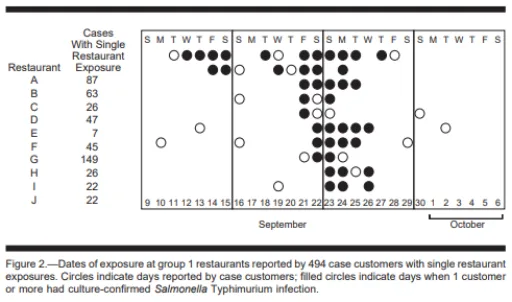 Cases
With Single
Restaurant
Restaurant Exposure
S M T W T F S S M T W T F S S M T W T F S S M T W T F S
A 87
B 63
C 26
D 47
E 7
F 45
G 149
H 26
I 22
J 22
9 10 11 12 13 14 15 16 17 18 19 20 21 22 23 24 25 26 27 28 29 30 1 2 3 4 5 6
September October
Figure 2.—Dates of exposure at group 1 restaurants reported by 494 case customers with single restaurant
exposures. Circles indicate days reported by case customers; filled circles indicate days when 1 customer
or more had culture-confirmed Salmonella Typhimurium infection.